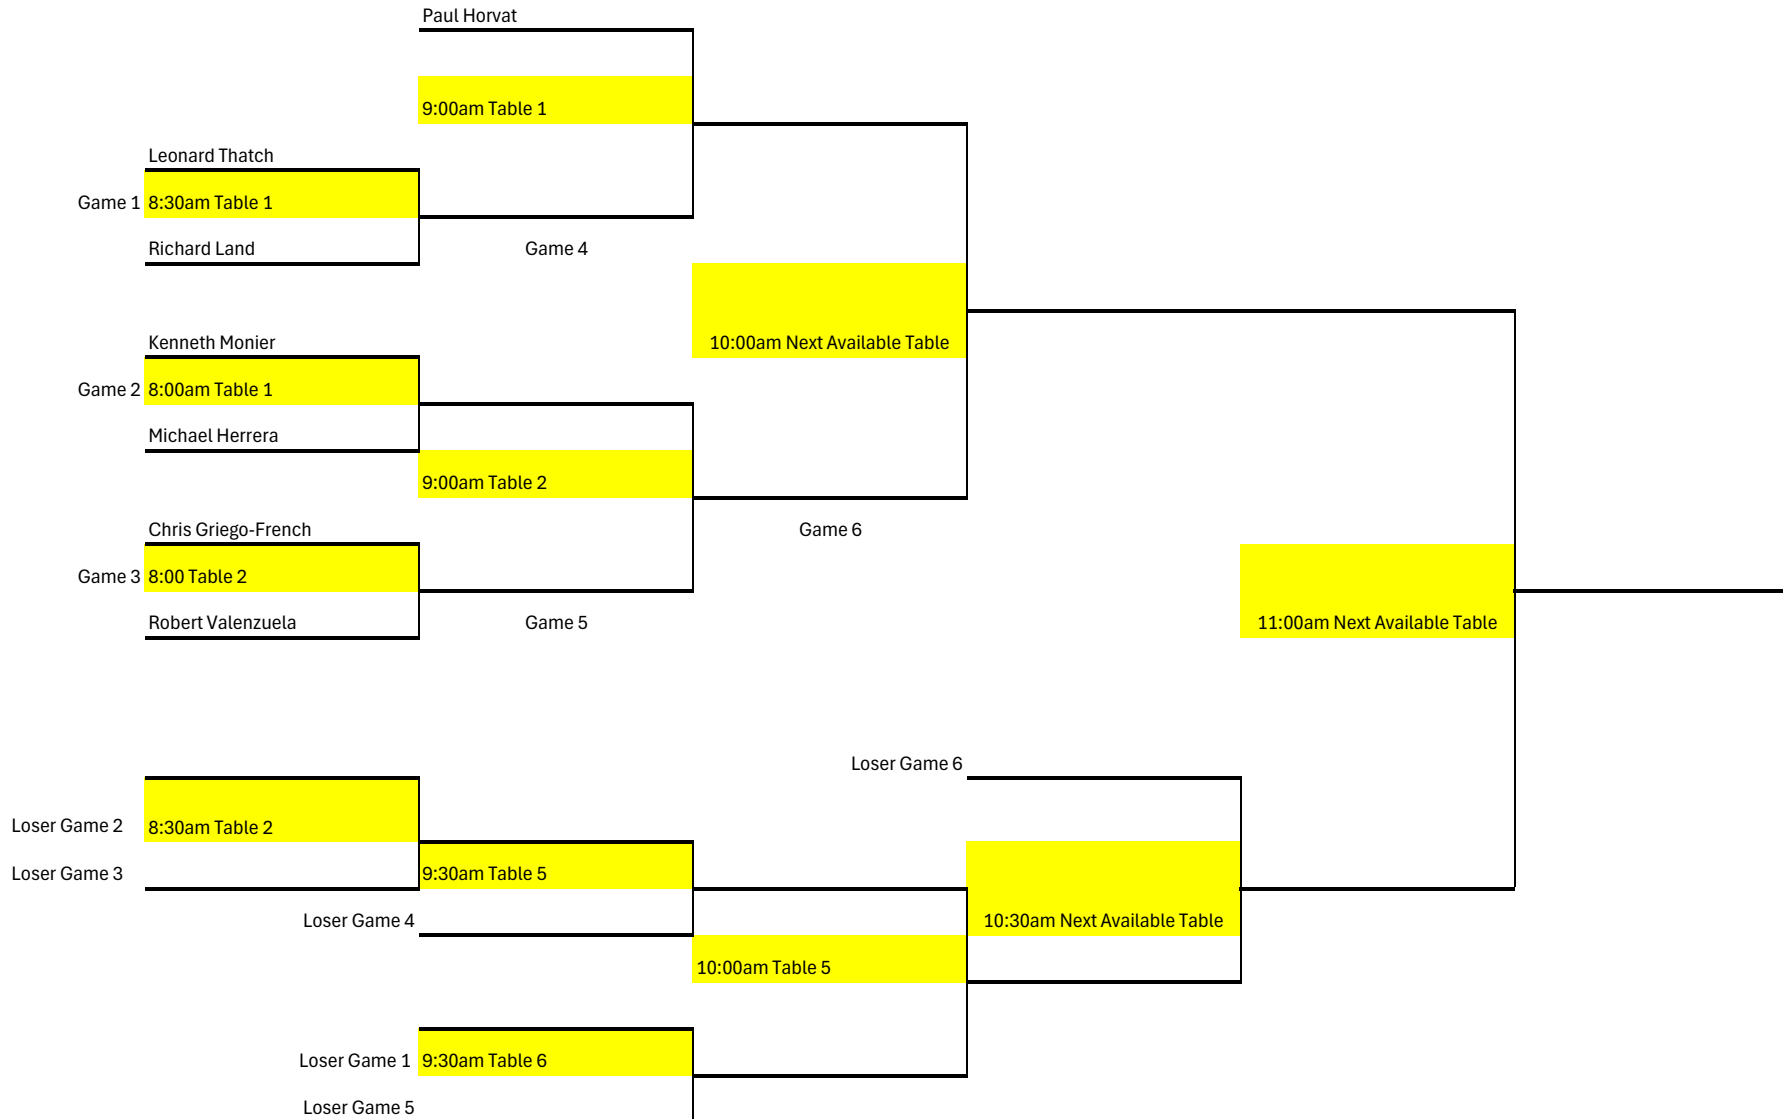 Paul Horvat
9:00am Table 1
Leonard Thatch
Game 1 8:30am Table 1
Richard Land
Game 4
Kenneth Monier
10:00am Next Available Table
Game 2 8:00am Table 1
Michael Herrera
9:00am Table 2
Chris Griego-French
Game 6
Game 3 8:00 Table 2
Robert Valenzuela
Game 5
11:00am Next Available Table
Loser Game 6
Loser Game 2 8:30am Table 2
Loser Game 3
9:30am Table 5
Loser Game 4
10:30am Next Available Table
10:00am Table 5
Loser Game 1 9:30am Table 6
Loser Game 5